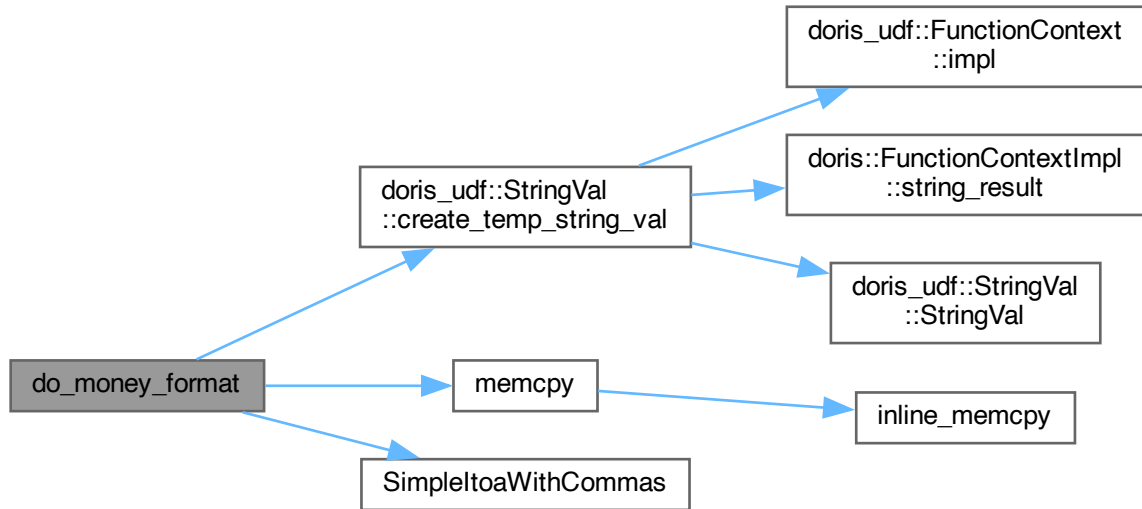 doris_udf::FunctionContext
::impl
doris::FunctionContextImpl
::string_result
doris_udf::StringVal
::create_temp_string_val
doris_udf::StringVal
::StringVal
do_money_format
memcpy
inline_memcpy
SimpleItoaWithCommas